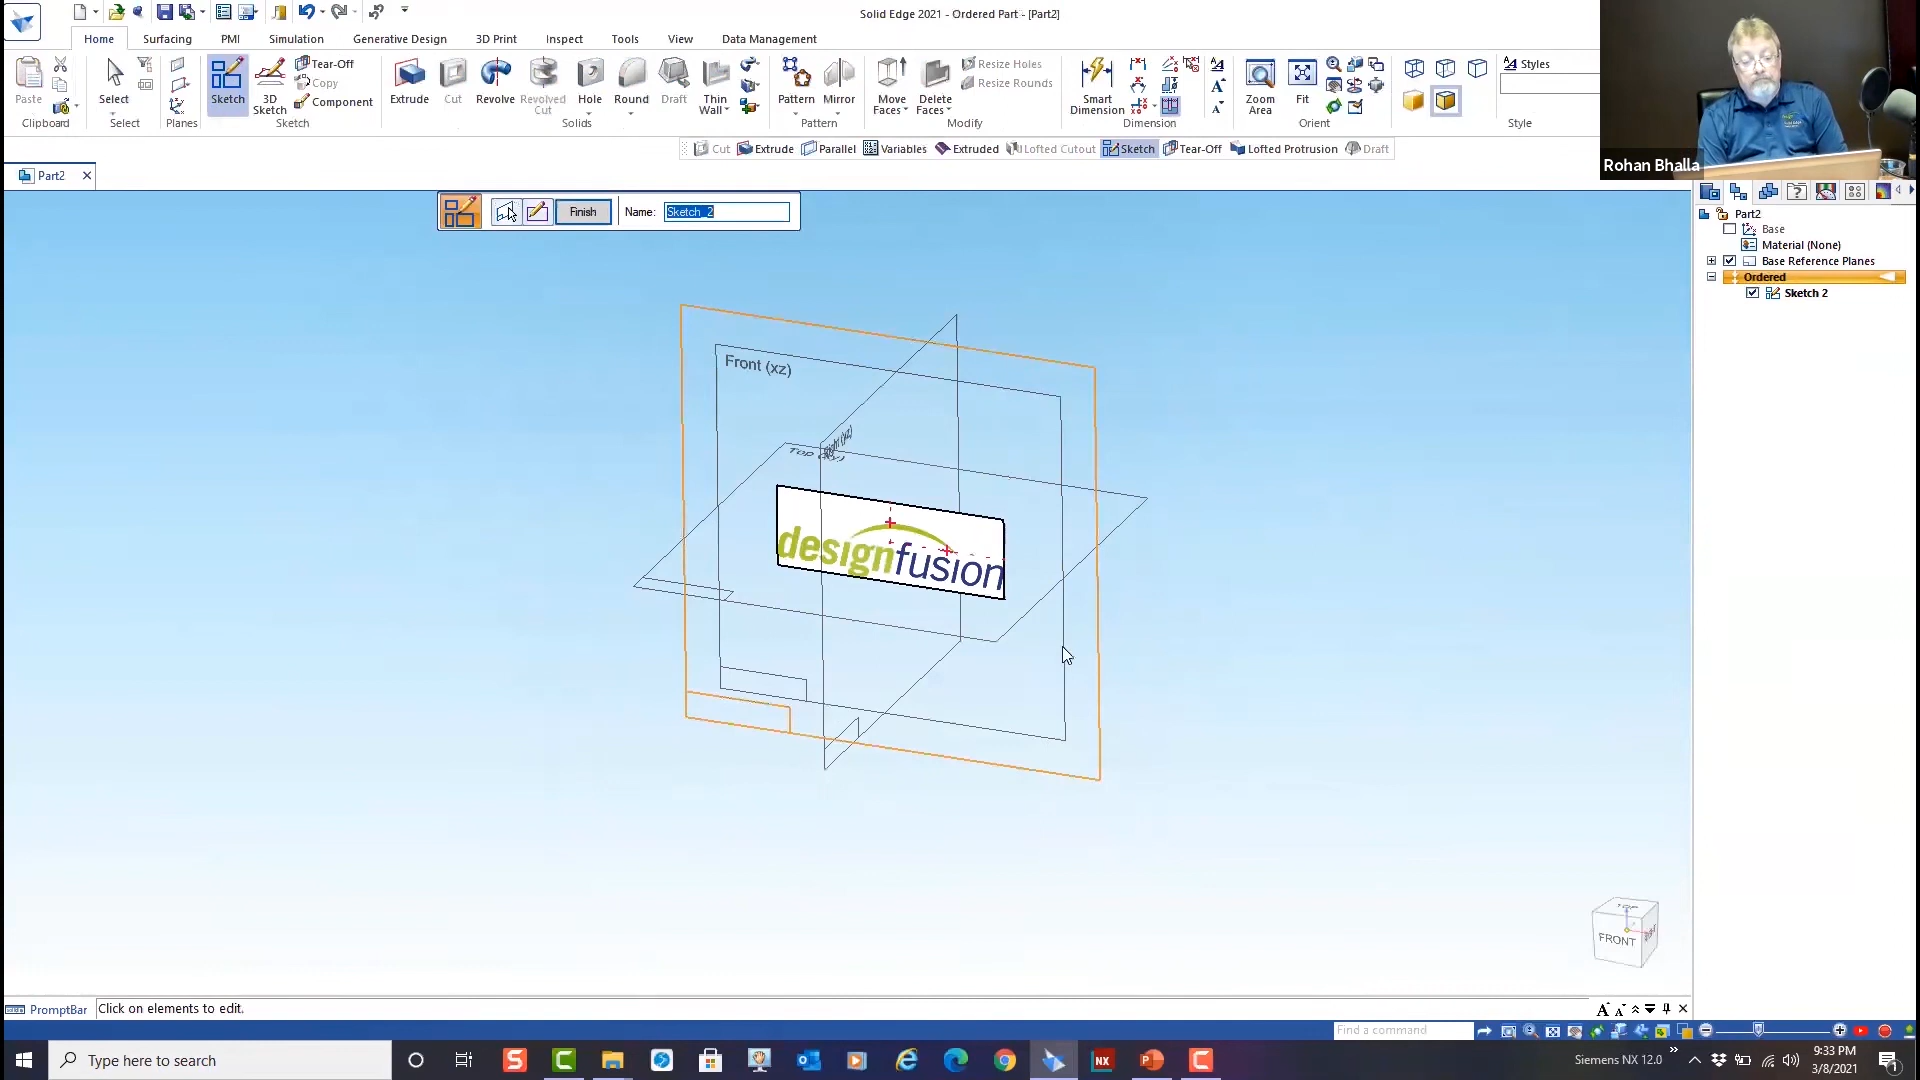 Solid Edge 2021 - Ordered Part - [Part2]
Home Surfacing PMI Simulation Generative Design 3D Print Inspect Tools View Data Management
Paste
Clipboard
Select
Select
Planes
Sketch
3D Sketch
Tear-Off
Copy
Component
Sketch
Extrude
Cut
Revolve
Revolved Cut
Hole
Round
Draft
Thin Wall
Solids
Pattern
Mirror
Pattern
Move Faces
Delete Faces
Resize Holes
Resize Rounds
Modify
Smart Dimension
Dimension
Zoom Area
Fit
Orient
Styles
Style
Cut Extrude Parallel Variables Extruded Lofted Cutout Sketch Tear-Off Lofted Protrusion Draft
Rohan Bhalla
Part2
Finish Name: Sketch_2
Part2
Base
Material (None)
Base Reference Planes
Ordered
Sketch 2
Front (xz)
designfusion
TOP
FRONT
PromptBar Click on elements to edit.
Find a command
Type here to search
Siemens NX 12.0
9:33 PM
3/8/2021